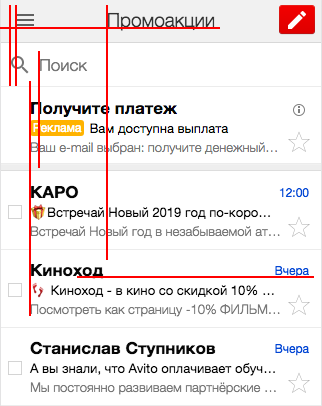 Промоакции
Поиск
Получите платеж
Реклама Вам доступна выплата
Ваш e-mail выбран: получите денежный…
КАРО 12:00
Встречай Новый 2019 год по-коро…
Встречай Новый год в незабываемой ат…
Киноход Вчера
Киноход - в кино со скидкой 10% …
Посмотреть как страницу -10% ФИЛЬМ…
Станислав Ступников Вчера
А вы знали, что Avito оплачивает обуч…
Мы постоянно развиваем партнёрские …